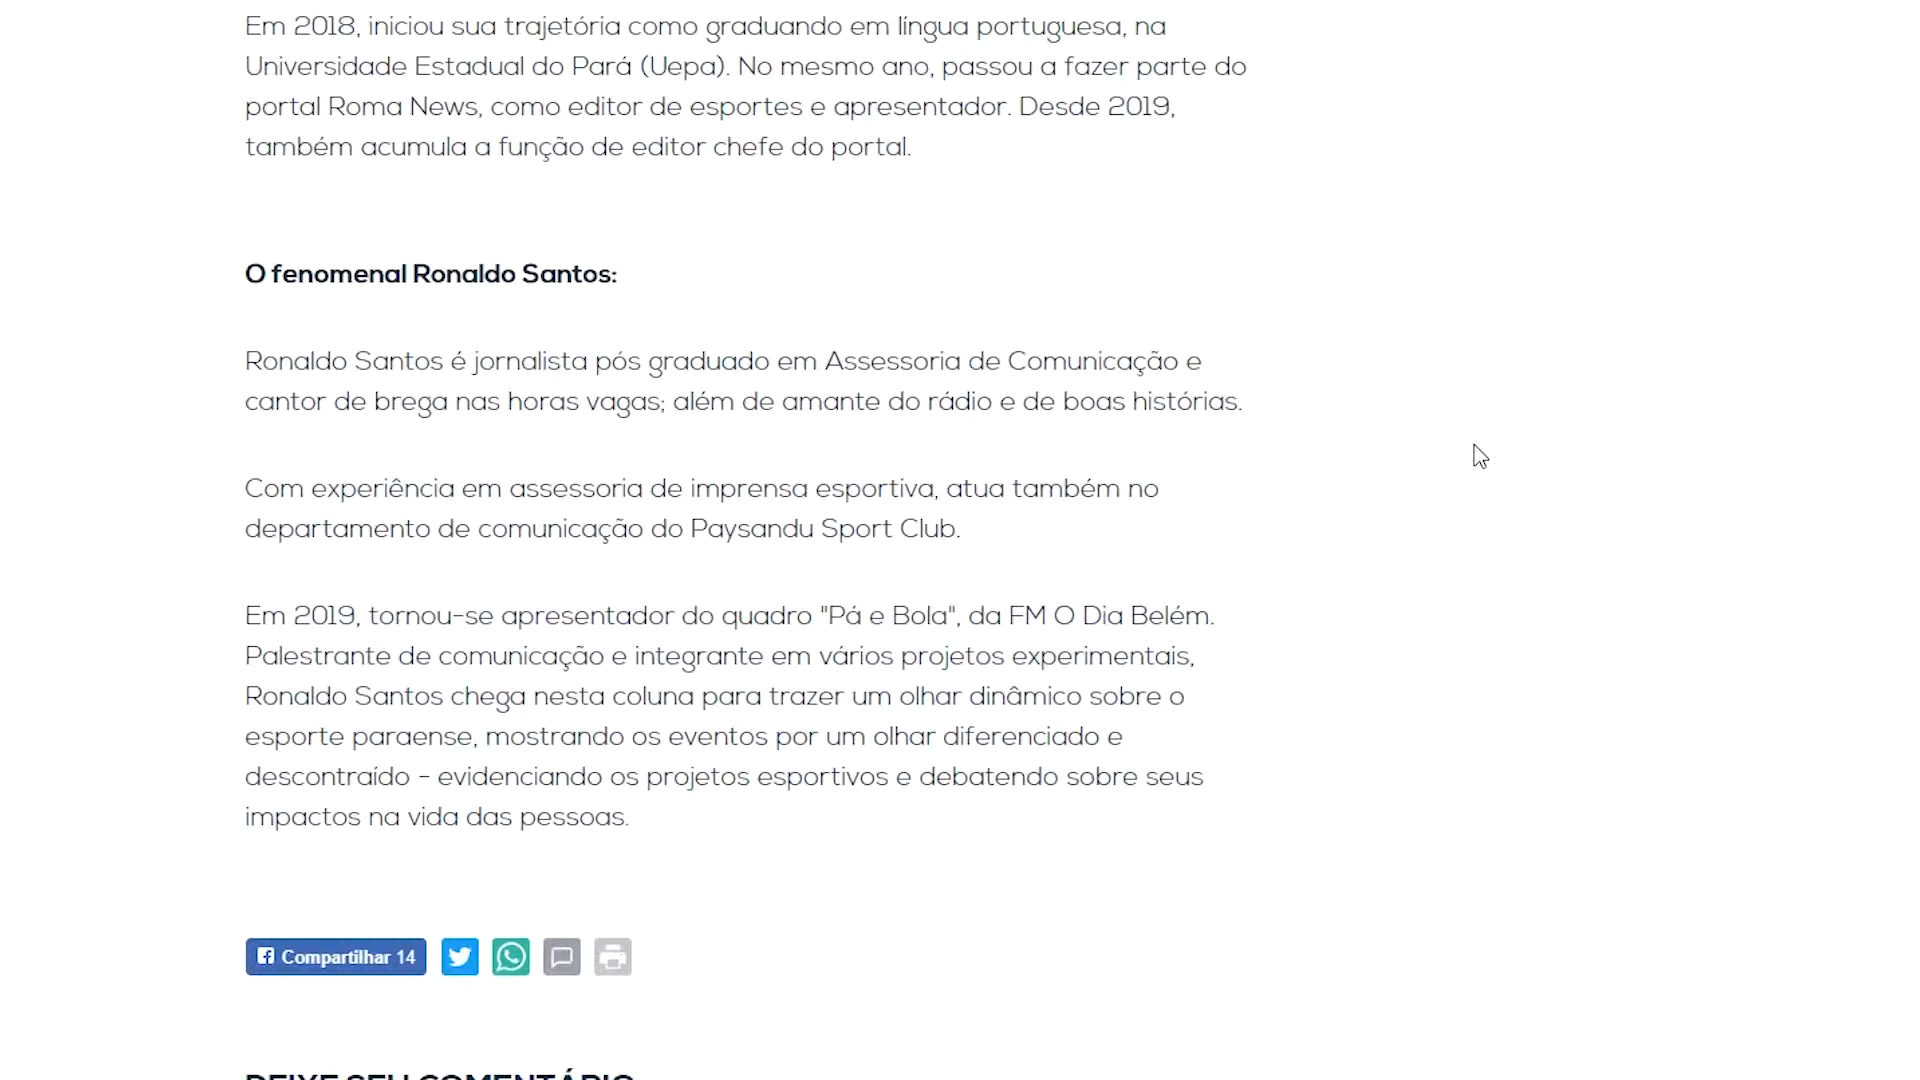 Em 2018, iniciou sua trajetória como graduando em língua portuguesa, na
Universidade Estadual do Pará (Uepa). No mesmo ano, passou a fazer parte do
portal Roma News, como editor de esportes e apresentador. Desde 2019,
também acumula a função de editor chefe do portal.
O fenomenal Ronaldo Santos:
Ronaldo Santos é jornalista pós graduado em Assessoria de Comunicação e
cantor de brega nas horas vagas; além de amante do rádio e de boas histórias.
Com experiência em assessoria de imprensa esportiva, atua também no
departamento de comunicação do Paysandu Sport Club.
Em 2019, tornou-se apresentador do quadro "Pá e Bola", da FM O Dia Belém.
Palestrante de comunicação e integrante em vários projetos experimentais,
Ronaldo Santos chega nesta coluna para trazer um olhar dinâmico sobre o
esporte paraense, mostrando os eventos por um olhar diferenciado e
descontraído - evidenciando os projetos esportivos e debatendo sobre seus
impactos na vida das pessoas.
Compartilhar 14
DEIXE SEU COMENTÁRIO